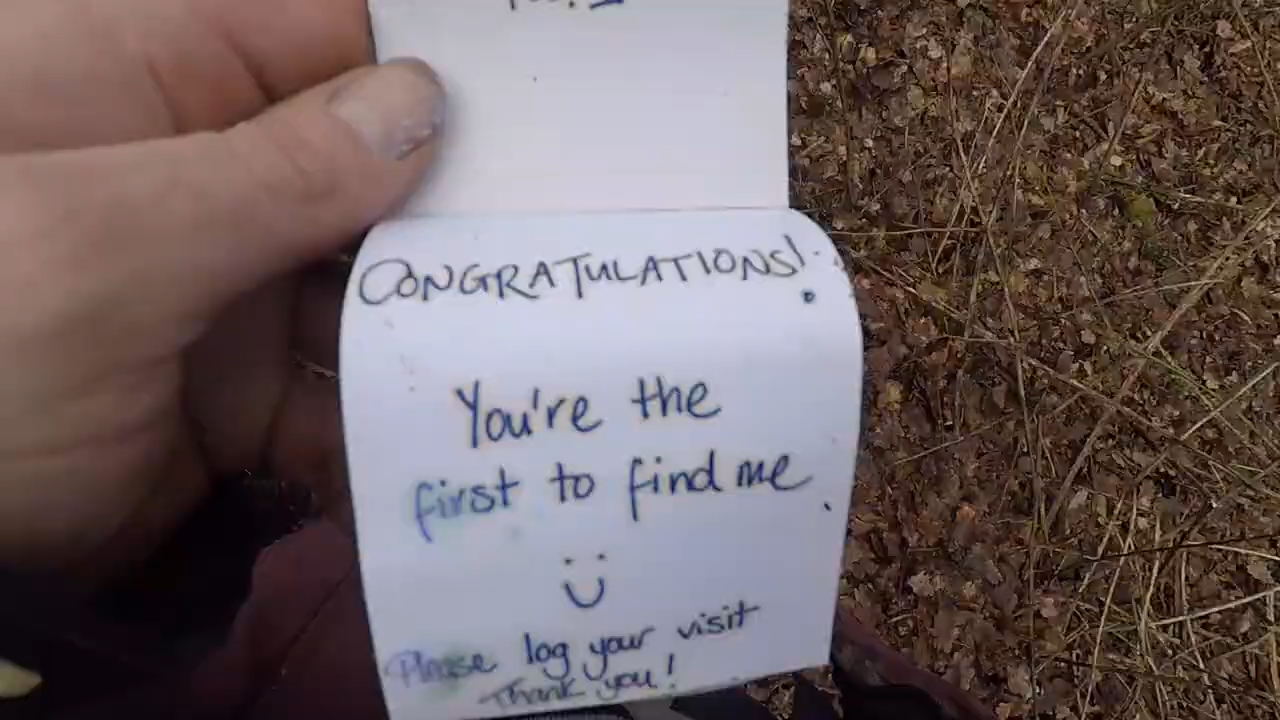 CONGRATULATIONS!
You're the
first to find me
Please log your visit
Thank you!